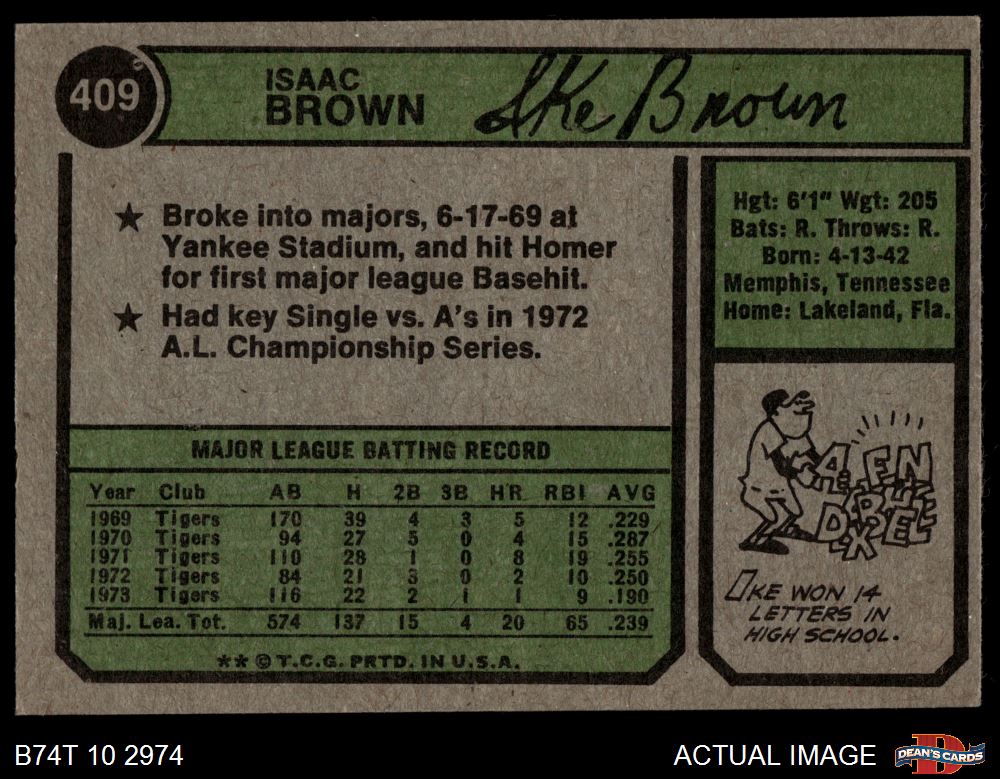 409
ISAAC
BROWN
Ike Brown
★ Broke into majors, 6-17-69 at
Yankee Stadium, and hit Homer
for first major league Basehit.
★ Had key Single vs. A's in 1972
A.L. Championship Series.
MAJOR LEAGUE BATTING RECORD
Year Club AB H 2B 3B HR RBI AVG
1969 Tigers 170 39 4 3 5 12 .229
1970 Tigers 94 27 5 0 4 15 .287
1971 Tigers 110 28 1 0 8 19 .255
1972 Tigers 84 21 3 0 2 10 .250
1973 Tigers 116 22 2 1 1 9 .190
Maj. Lea. Tot. 574 137 15 4 20 65 .239
** © T.C.G. PRTD. IN U.S.A.
Hgt: 6'1" Wgt: 205
Bats: R. Throws: R.
Born: 4-13-42
Memphis, Tennessee
Home: Lakeland, Fla.
IKE WON 14
LETTERS IN
HIGH SCHOOL.
B74T 10 2974
ACTUAL IMAGE
DEAN'S CARDS